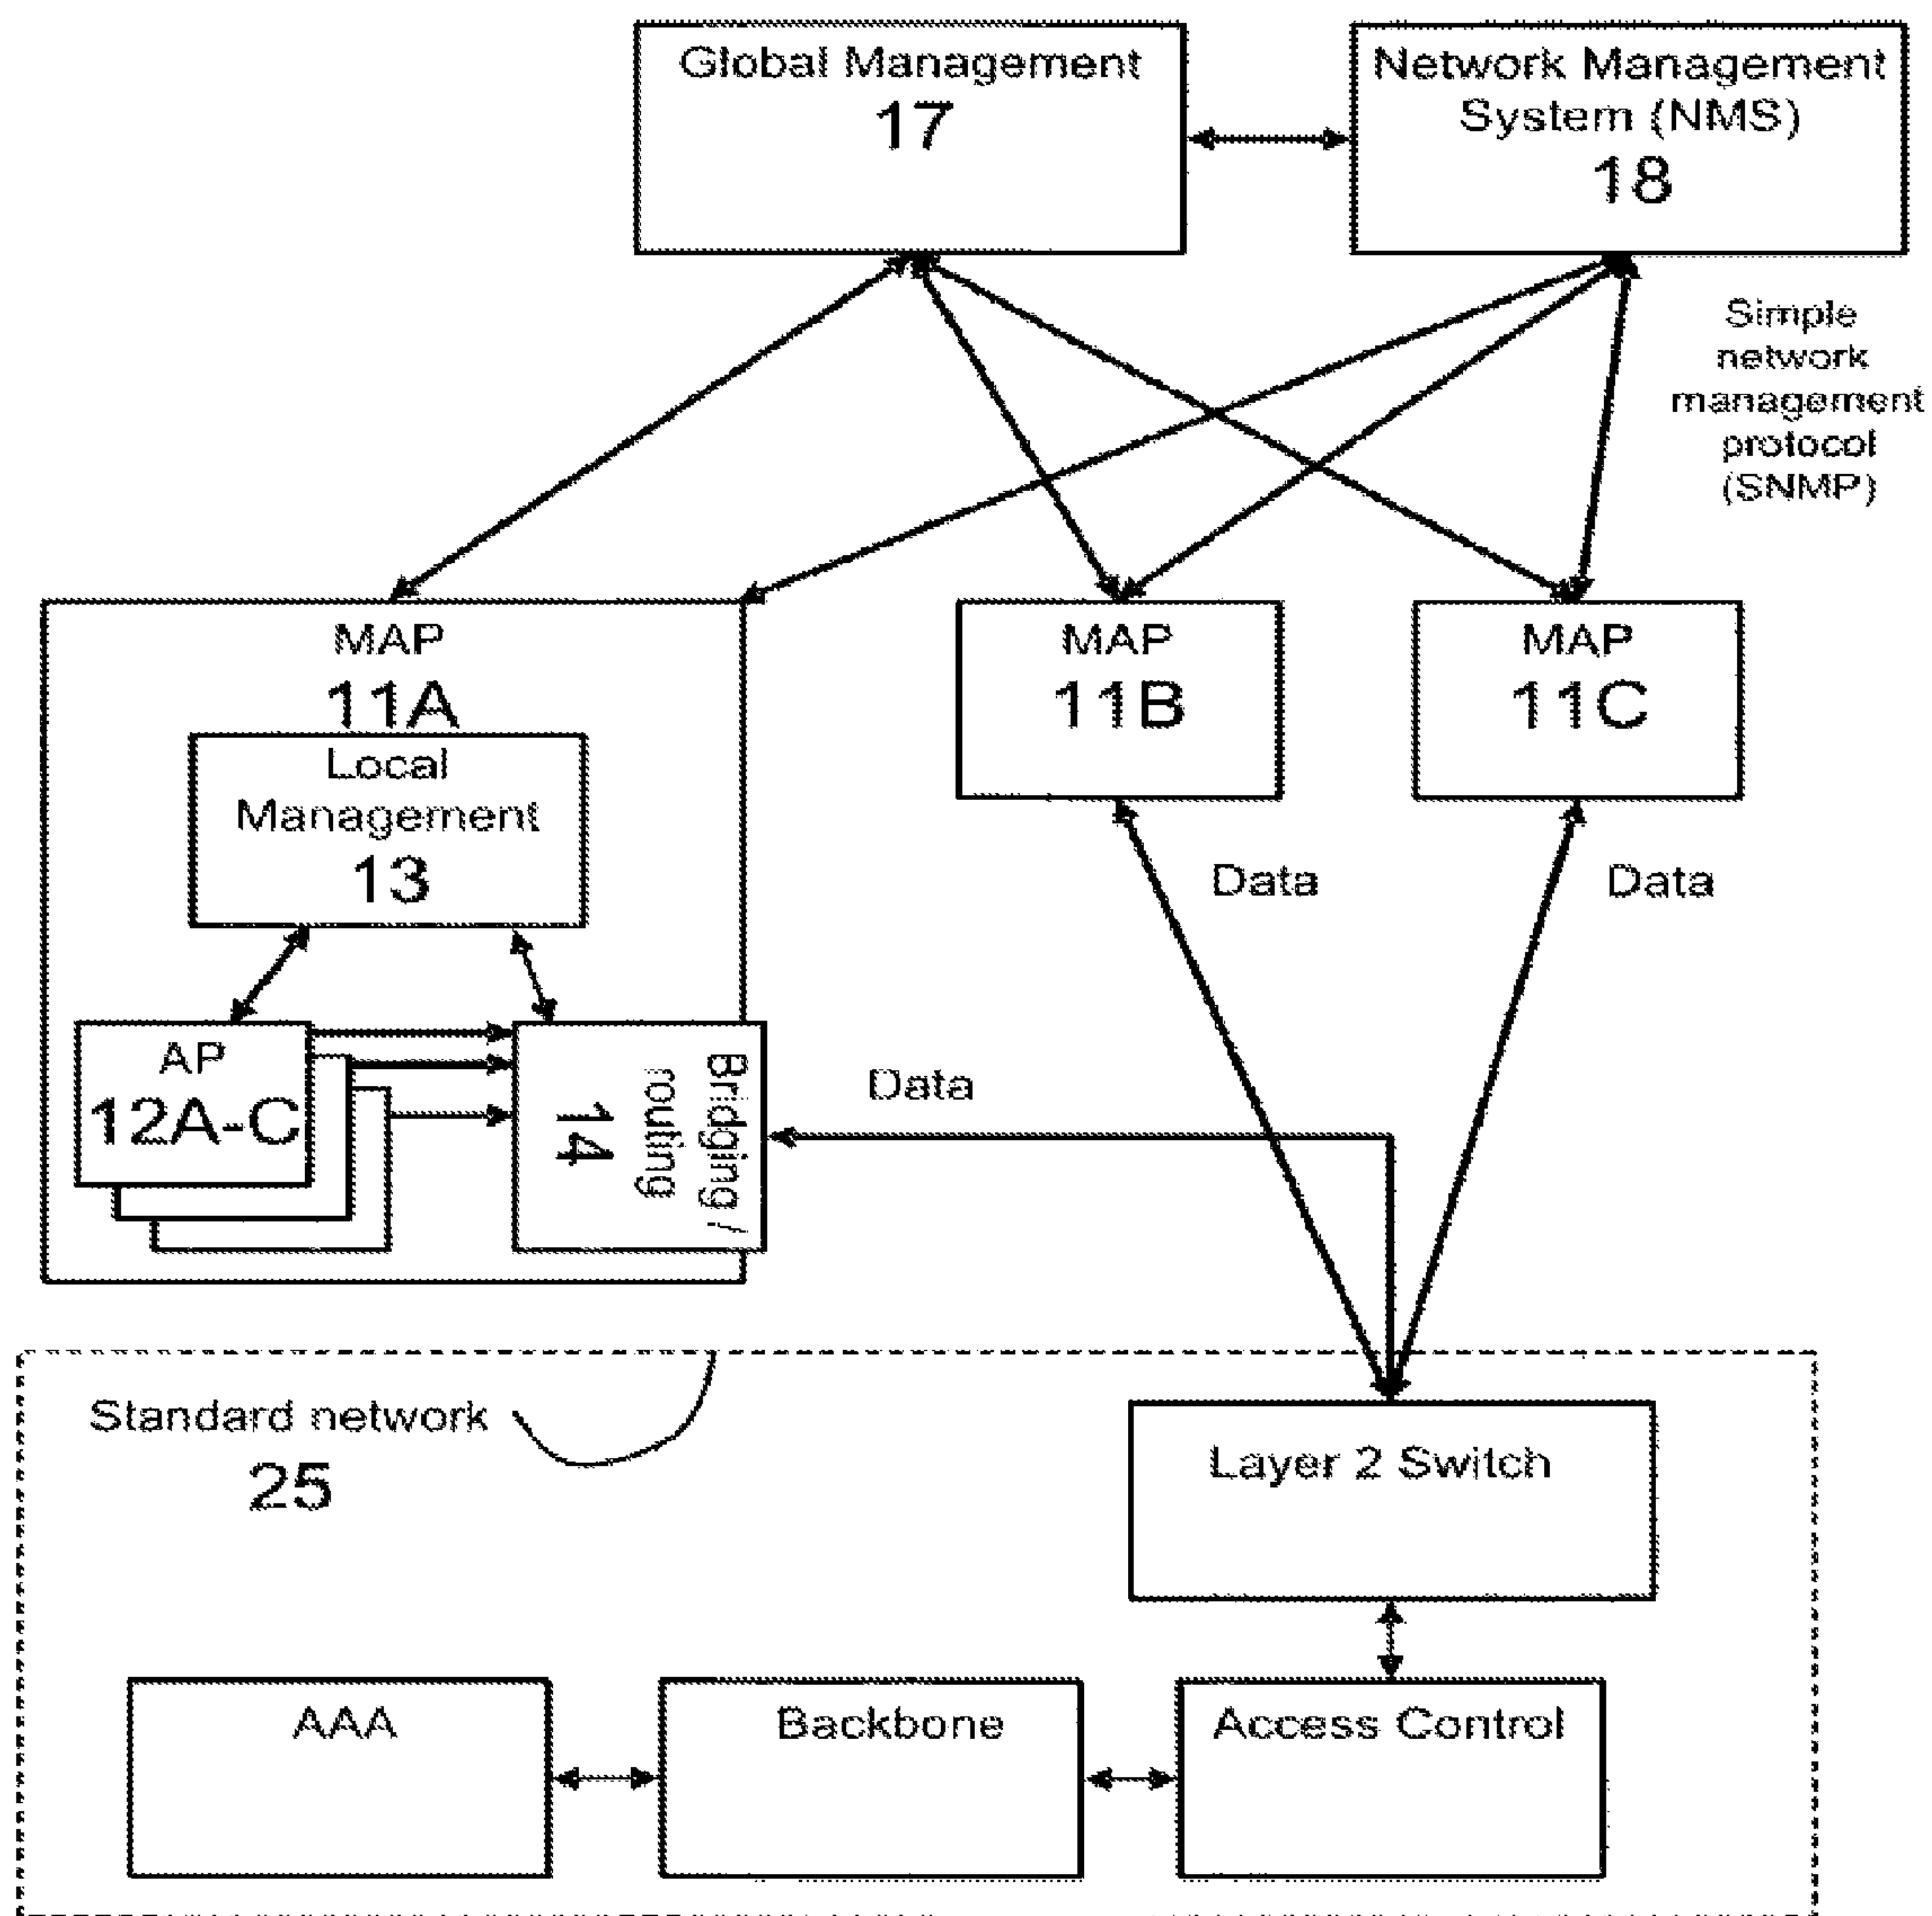 Global Management
17
Network Management
System (NMS)
18
Simple
network
management
protocol
(SNMP)
MAP
11A
Local
Management
13
AP
12A-C
Bridging /
routing
14
MAP
11B
MAP
11C
Data
Data
Data
Standard network
25
Layer 2 Switch
AAA
Backbone
Access Control